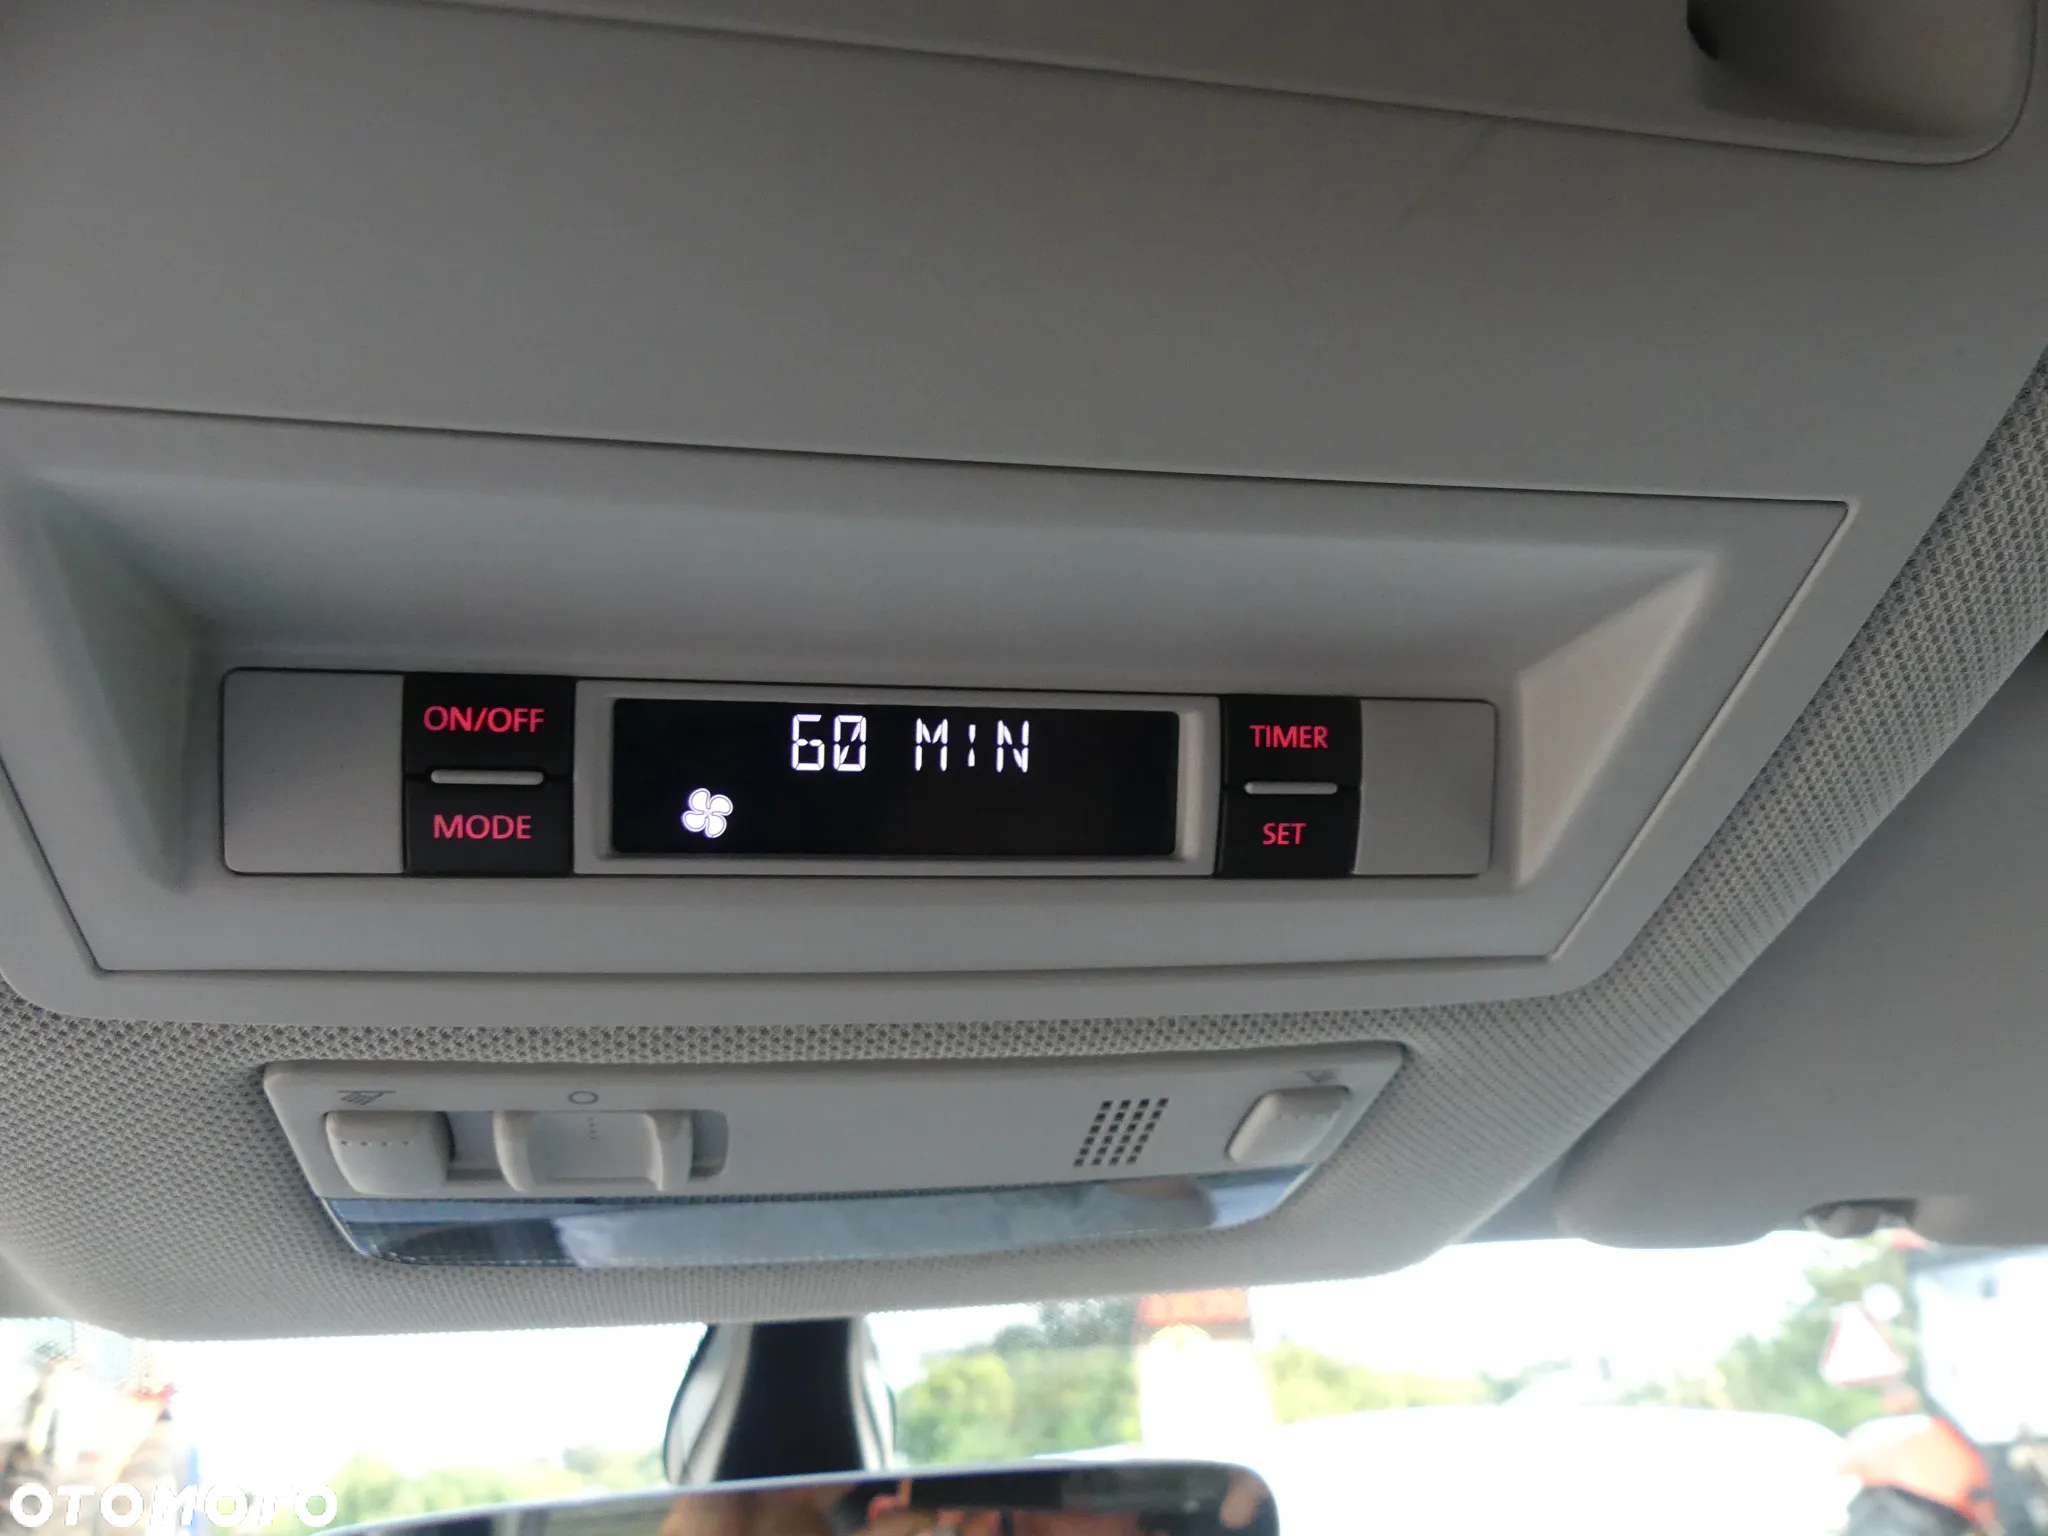 60 MIN
ON/OFF
TIMER
MODE
SET
OTOMOTO